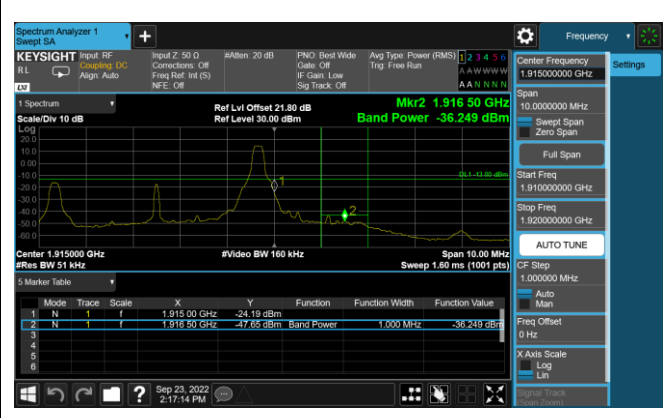 Spectrum Analyzer 1
Swept SA
Frequency
KEYSIGHT
RL
LXI
Input: RF
Coupling: DC
Align: Auto
Input Z: 50 Ω
Corrections: Off
Freq Ref: Int (S)
NFE: Off
#Atten: 20 dB
PNO: Best Wide
Gate: Off
IF Gain: Low
Sig Track: Off
Avg Type: Power (RMS)
Trig: Free Run
1 2 3 4 5 6
A A W W W W
A A N N N N
1 Spectrum
Scale/Div 10 dB
Ref Lvl Offset 21.80 dB
Ref Level 30.00 dBm
Mkr2 1.916 50 GHz
Band Power -36.249 dBm
Log
20.0
10.0
0.00
-10.0
-20.0
-30.0
-40.0
-50.0
-60.0
DL1 -13.00 dBm
1
2
Center 1.9150000 GHz
#Res BW 51 kHz
#Video BW 160 kHz
Span 10.00 MHz
Sweep 1.60 ms (1001 pts)
5 Marker Table
Mode Trace Scale X Y Function Function Width Function Value
1 N 1 f 1.915 00 GHz -24.19 dBm
2 N 1 f 1.916 50 GHz -47.65 dBm Band Power 1.000 MHz -36.249 dBm
3
4
5
6
Sep 23, 2022
2:17:14 PM
Center Frequency
1.915000000 GHz
Settings
Span
10.0000000 MHz
Swept Span
Zero Span
Full Span
Start Freq
1.910000000 GHz
Stop Freq
1.920000000 GHz
AUTO TUNE
CF Step
1.000000 MHz
Auto
Man
Freq Offset
0 Hz
X Axis Scale
Log
Lin
Signal Track
(Span Zoom)